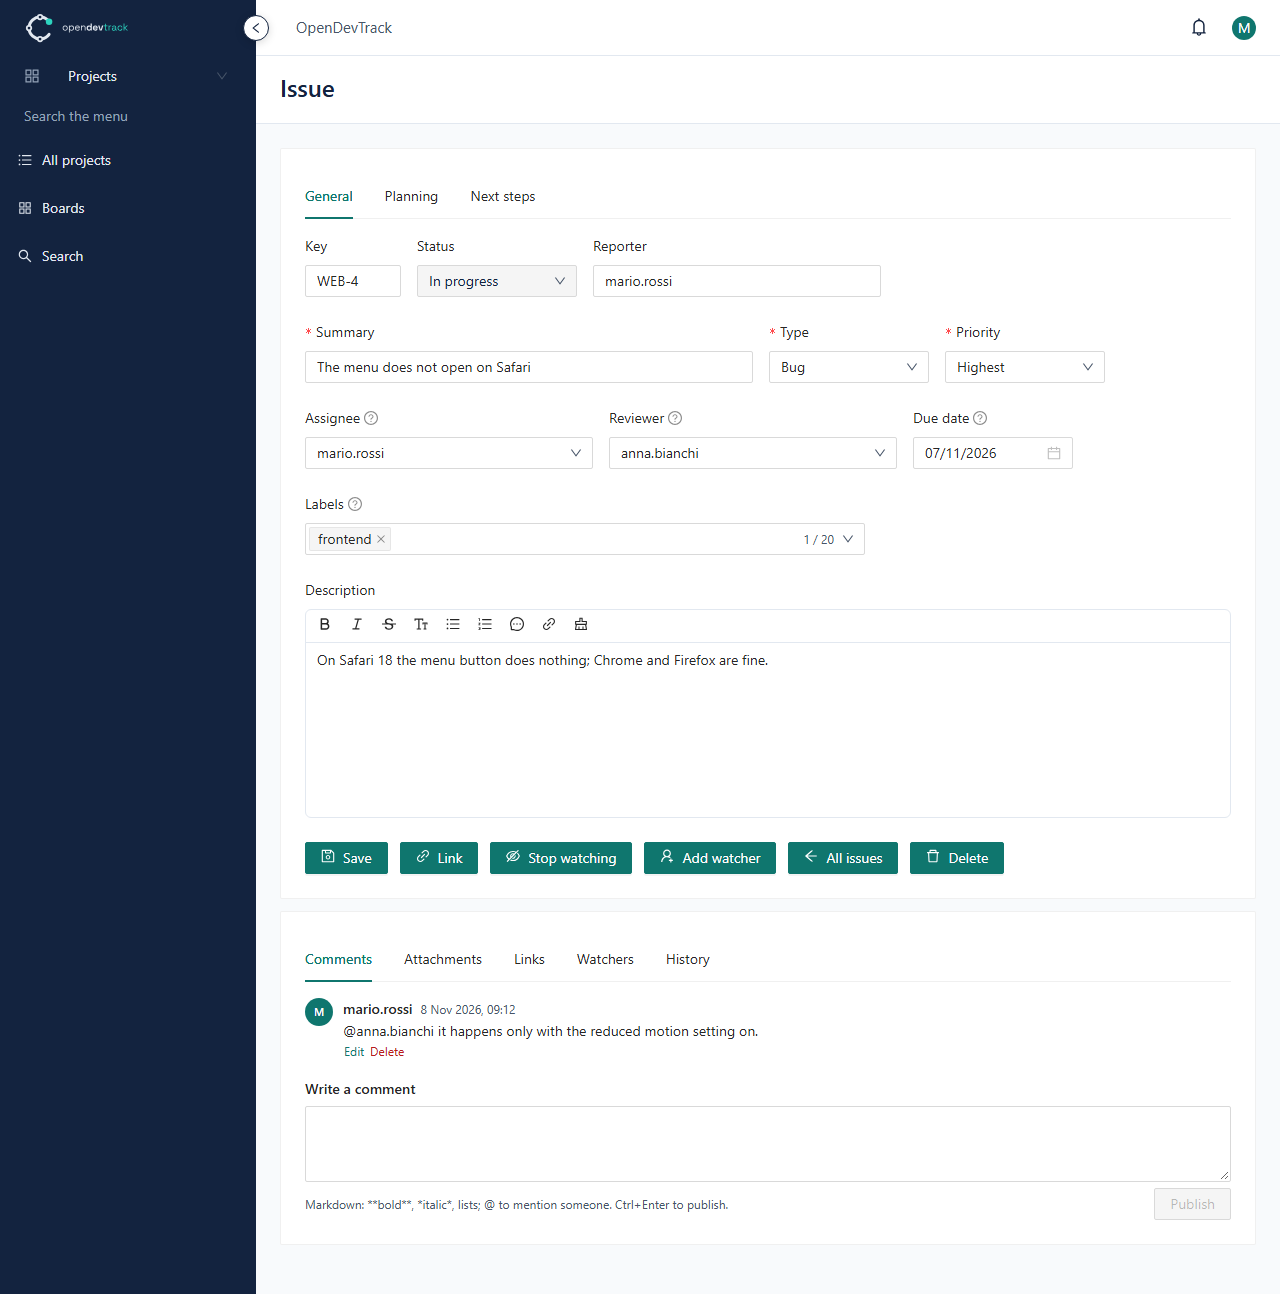 opendevtrack
OpenDevTrack
M
Projects
Search the menu
All projects
Boards
Search
Issue
General Planning Next steps
Key Status Reporter
WEB-4 In progress mario.rossi
* Summary * Type * Priority
The menu does not open on Safari Bug Highest
Assignee Reviewer Due date
mario.rossi anna.bianchi 07/11/2026
Labels
frontend 1 / 20
Description
On Safari 18 the menu button does nothing; Chrome and Firefox are fine.
Save Link Stop watching Add watcher All issues Delete
Comments Attachments Links Watchers History
M mario.rossi 8 Nov 2026, 09:12
@anna.bianchi it happens only with the reduced motion setting on.
Edit Delete
Write a comment
Markdown: **bold**, *italic*, lists; @ to mention someone. Ctrl+Enter to publish.
Publish